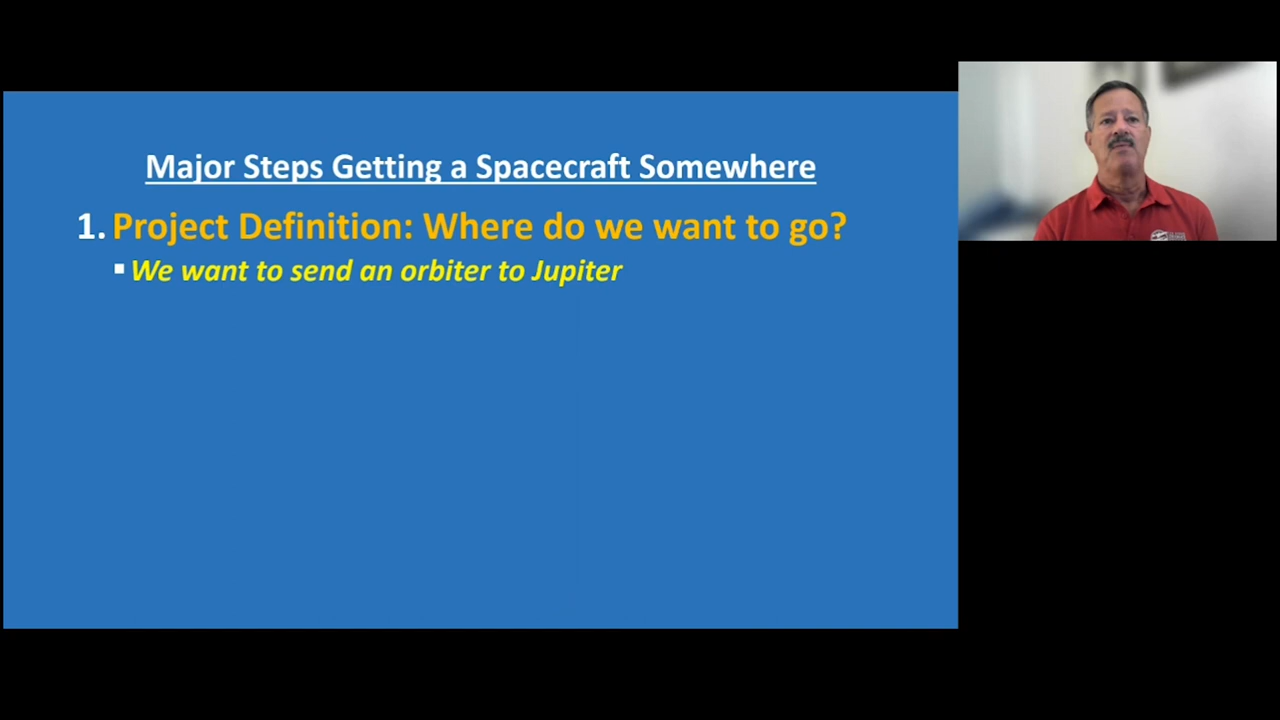 Major Steps Getting a Spacecraft Somewhere
1. Project Definition: Where do we want to go?
▪ We want to send an orbiter to Jupiter